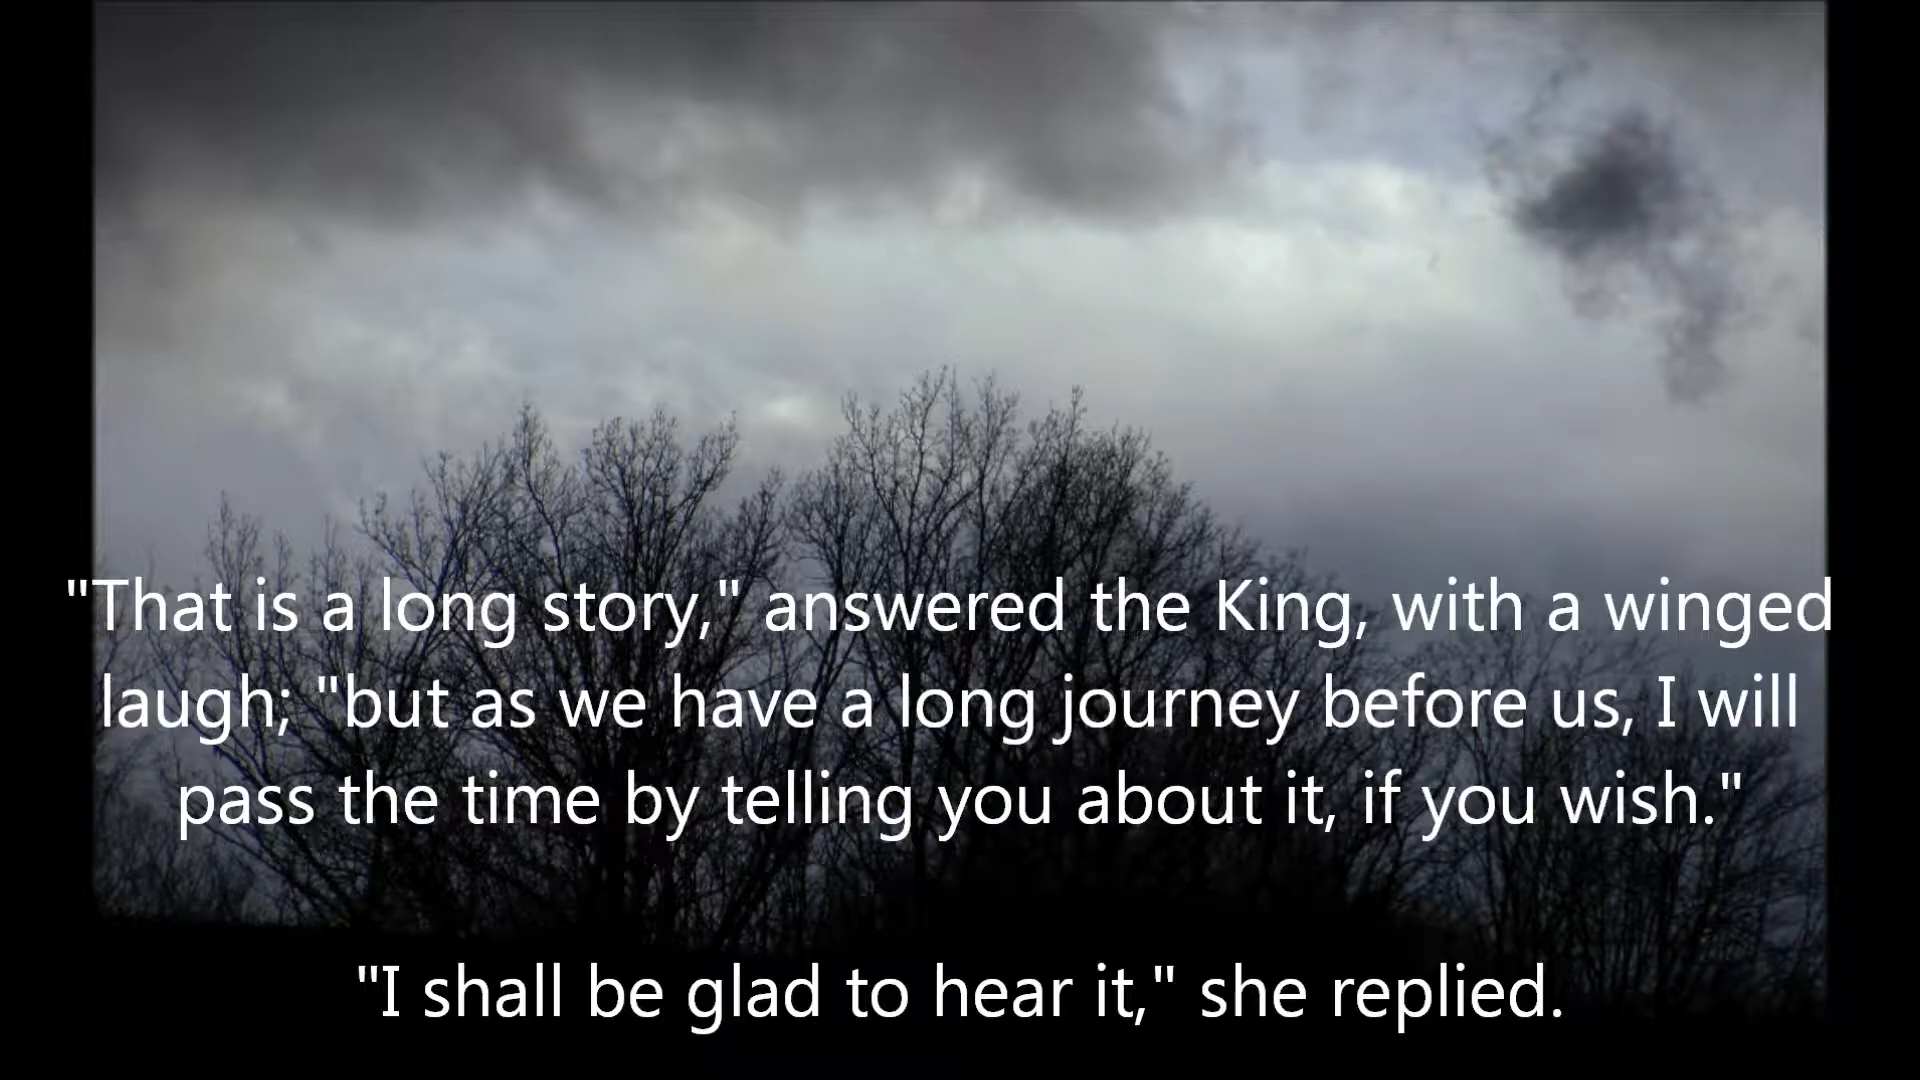 "That is a long story," answered the King, with a winged
laugh; "but as we have a long journey before us, I will
pass the time by telling you about it, if you wish."
"I shall be glad to hear it," she replied.